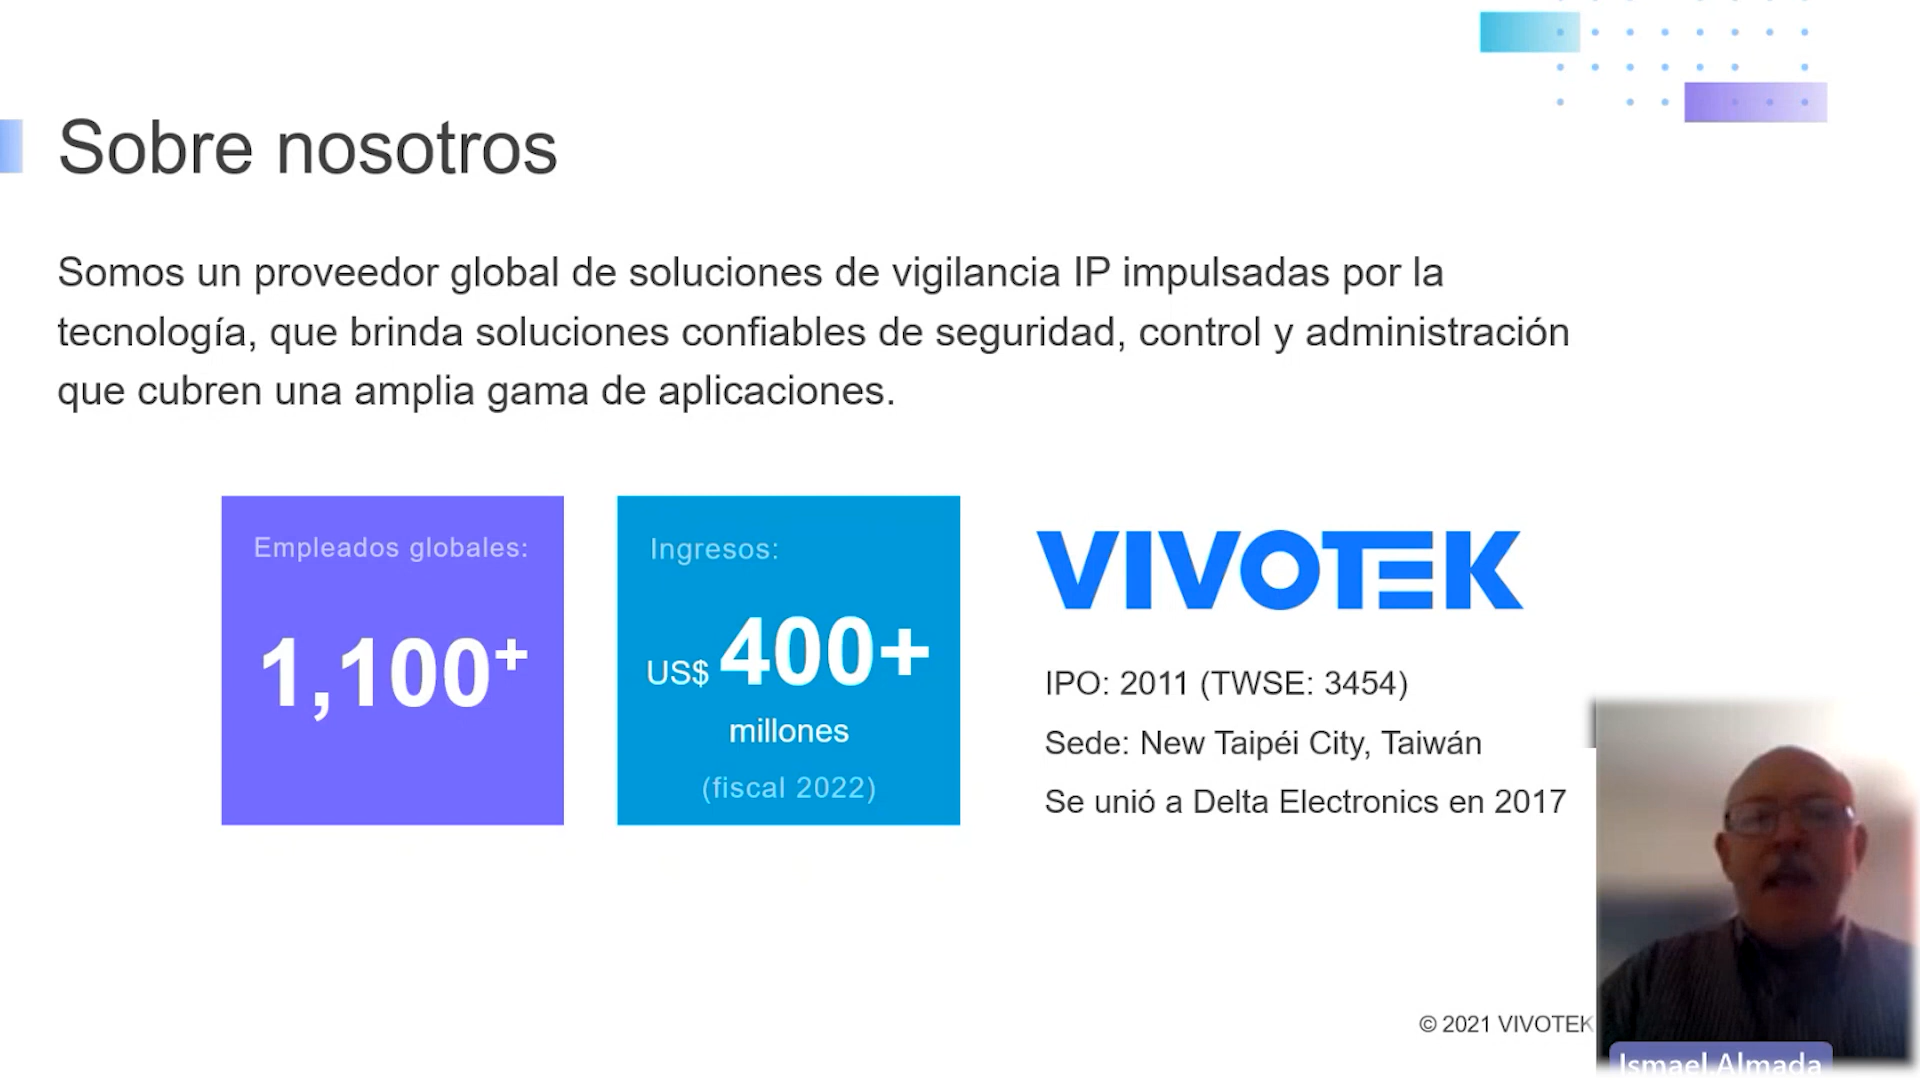 Sobre nosotros
Somos un proveedor global de soluciones de vigilancia IP impulsadas por la
tecnología, que brinda soluciones confiables de seguridad, control y administración
que cubren una amplia gama de aplicaciones.
Empleados globales:
1,100+
Ingresos:
US$ 400+
millones
(fiscal 2022)
VIVOTEK
IPO: 2011 (TWSE: 3454)
Sede: New Taipéi City, Taiwán
Se unió a Delta Electronics en 2017
© 2021 VIVOTEK
Ismael.Almada